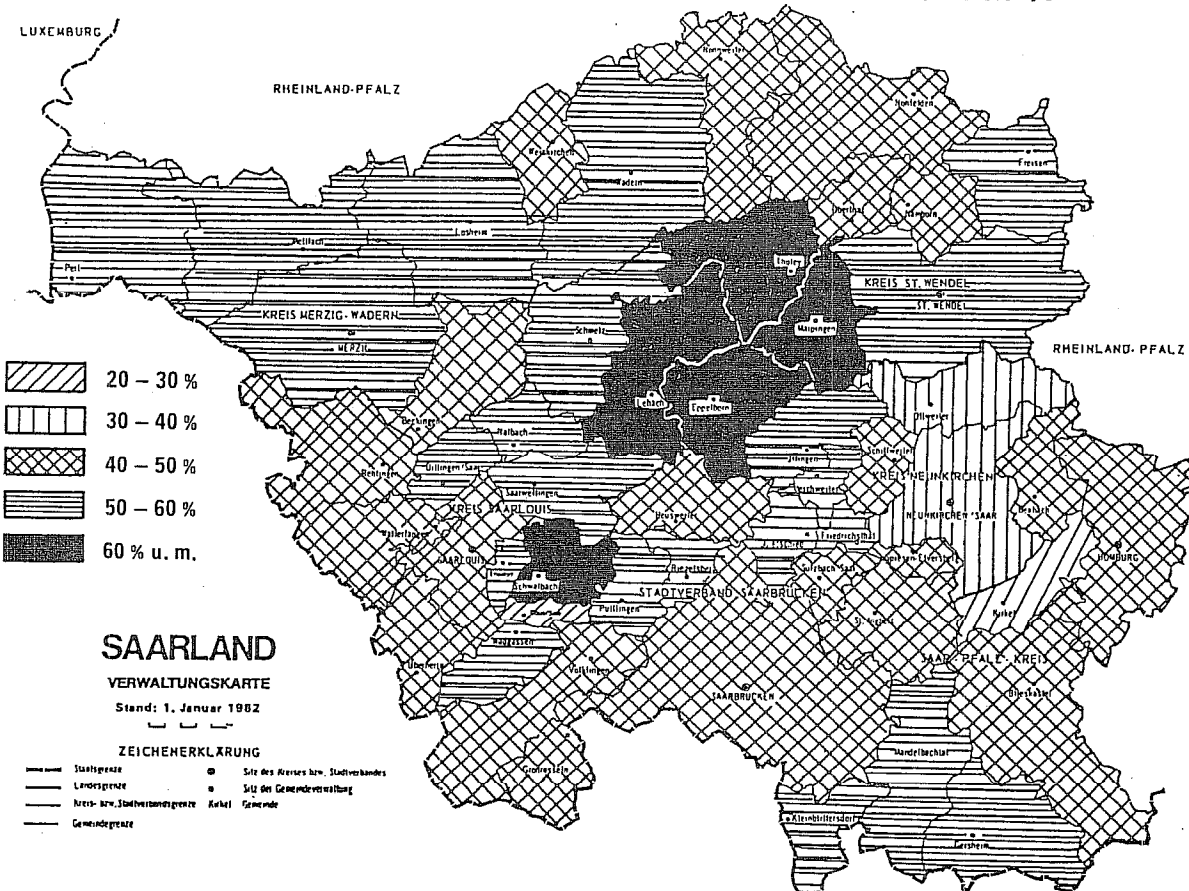 LUXEMBURG
RHEINLAND-PFALZ
Nonnweiler
Nohfelden
Weiskirchen
Freisen
Wadern
Oberthal
Namborn
Losheim
Mettlach
Perl
Tholey
KREIS ST. WENDEL
ST. WENDEL
KREIS MERZIG-WADERN
MERZIG
Schmelz
Marpingen
RHEINLAND-PFALZ
20 – 30 %
30 – 40 %
40 – 50 %
50 – 60 %
60 % u. m.
Lebach
Eppelborn
Ottweiler
Beckingen
Nalbach
Schiffweiler
Illingen
Rehlingen
Dillingen/Saar
KREIS NEUNKIRCHEN
Merchweiler
Saarwellingen
KREIS SAARLOUIS
Heusweiler
NEUNKIRCHEN/SAAR
Bexbach
Wallerfangen
Friedrichsthal
SAARLOUIS
Quierschied
Spiesen-Elversberg
HOMBURG
Ensdorf
Schwalbach
Riegelsberg
Sulzbach/Saar
STADTVERBAND SAARBRÜCKEN
Püttlingen
Kirkel
St. Ingbert
Wadgassen
SAARLAND
VERWALTUNGSKARTE
Stand: 1. Januar 1982
Überherrn
Völklingen
SAAR-PFALZ-KREIS
SAARBRÜCKEN
Blieskastel
ZEICHENERKLÄRUNG
Mandelbachtal
Staatsgrenze
Sitz des Kreises bzw. Stadtverbandes
Großrosseln
Landesgrenze
Sitz der Gemeindeverwaltung
Kreis- bzw. Stadtverbandsgrenze
Kirkel Gemeinde
Gemeindegrenze
Kleinblittersdorf
Gersheim